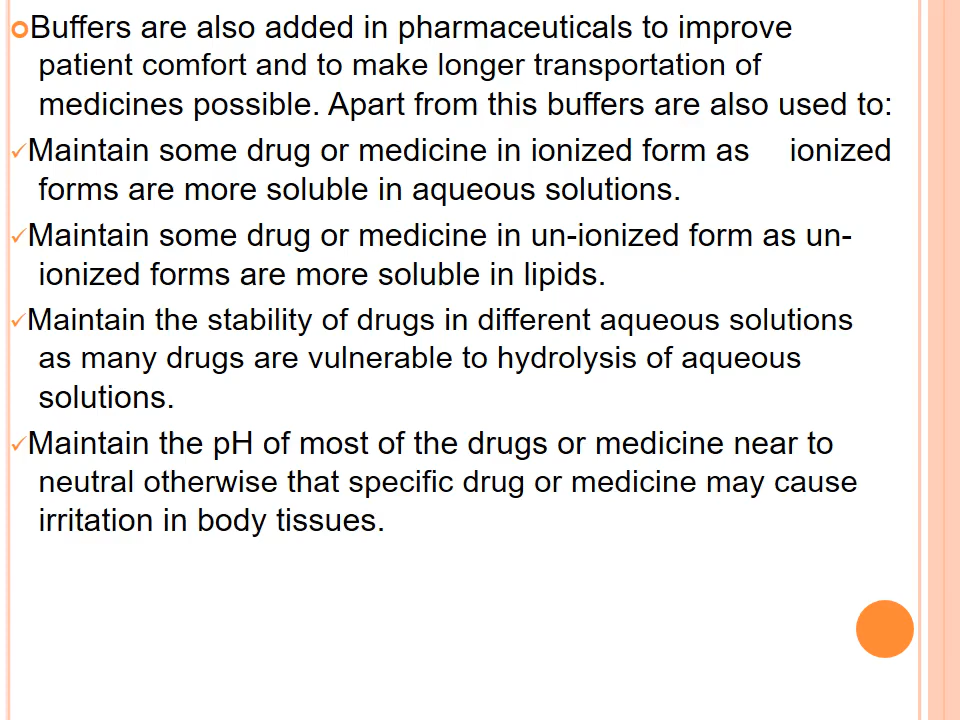 Buffers are also added in pharmaceuticals to improve
patient comfort and to make longer transportation of
medicines possible. Apart from this buffers are also used to:
✓Maintain some drug or medicine in ionized form as ionized
forms are more soluble in aqueous solutions.
✓Maintain some drug or medicine in un-ionized form as un-
ionized forms are more soluble in lipids.
✓Maintain the stability of drugs in different aqueous solutions
as many drugs are vulnerable to hydrolysis of aqueous
solutions.
✓Maintain the pH of most of the drugs or medicine near to
neutral otherwise that specific drug or medicine may cause
irritation in body tissues.